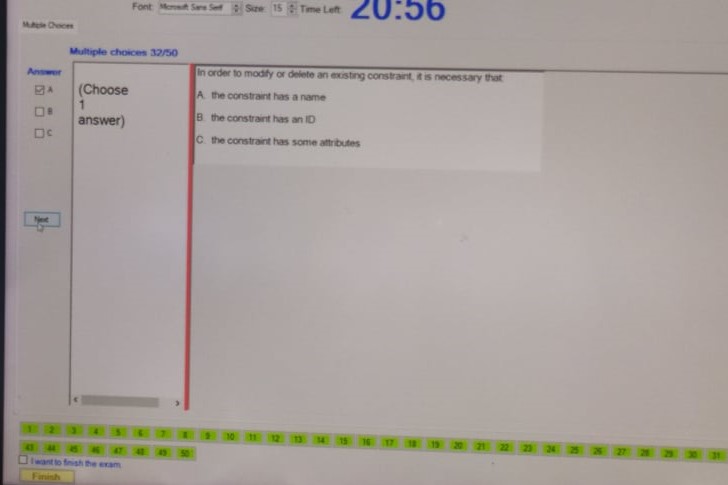 Font: Microsoft Sans Serif Size: 15 Time Left: 20:56
Multiple Choices
Multiple choices 32/50
Answer
A
B
C
(Choose
1
answer)
In order to modify or delete an existing constraint, it is necessary that
A. the constraint has a name
B. the constraint has an ID
C. the constraint has some attributes
Next
1 2 3 4 5 6 7 8 9 10 11 12 13 14 15 16 17 18 19 20 21 22 23 24 25 26 27 28 29 30 31
43 44 45 46 47 48 49 50
I want to finish the exam.
Finish